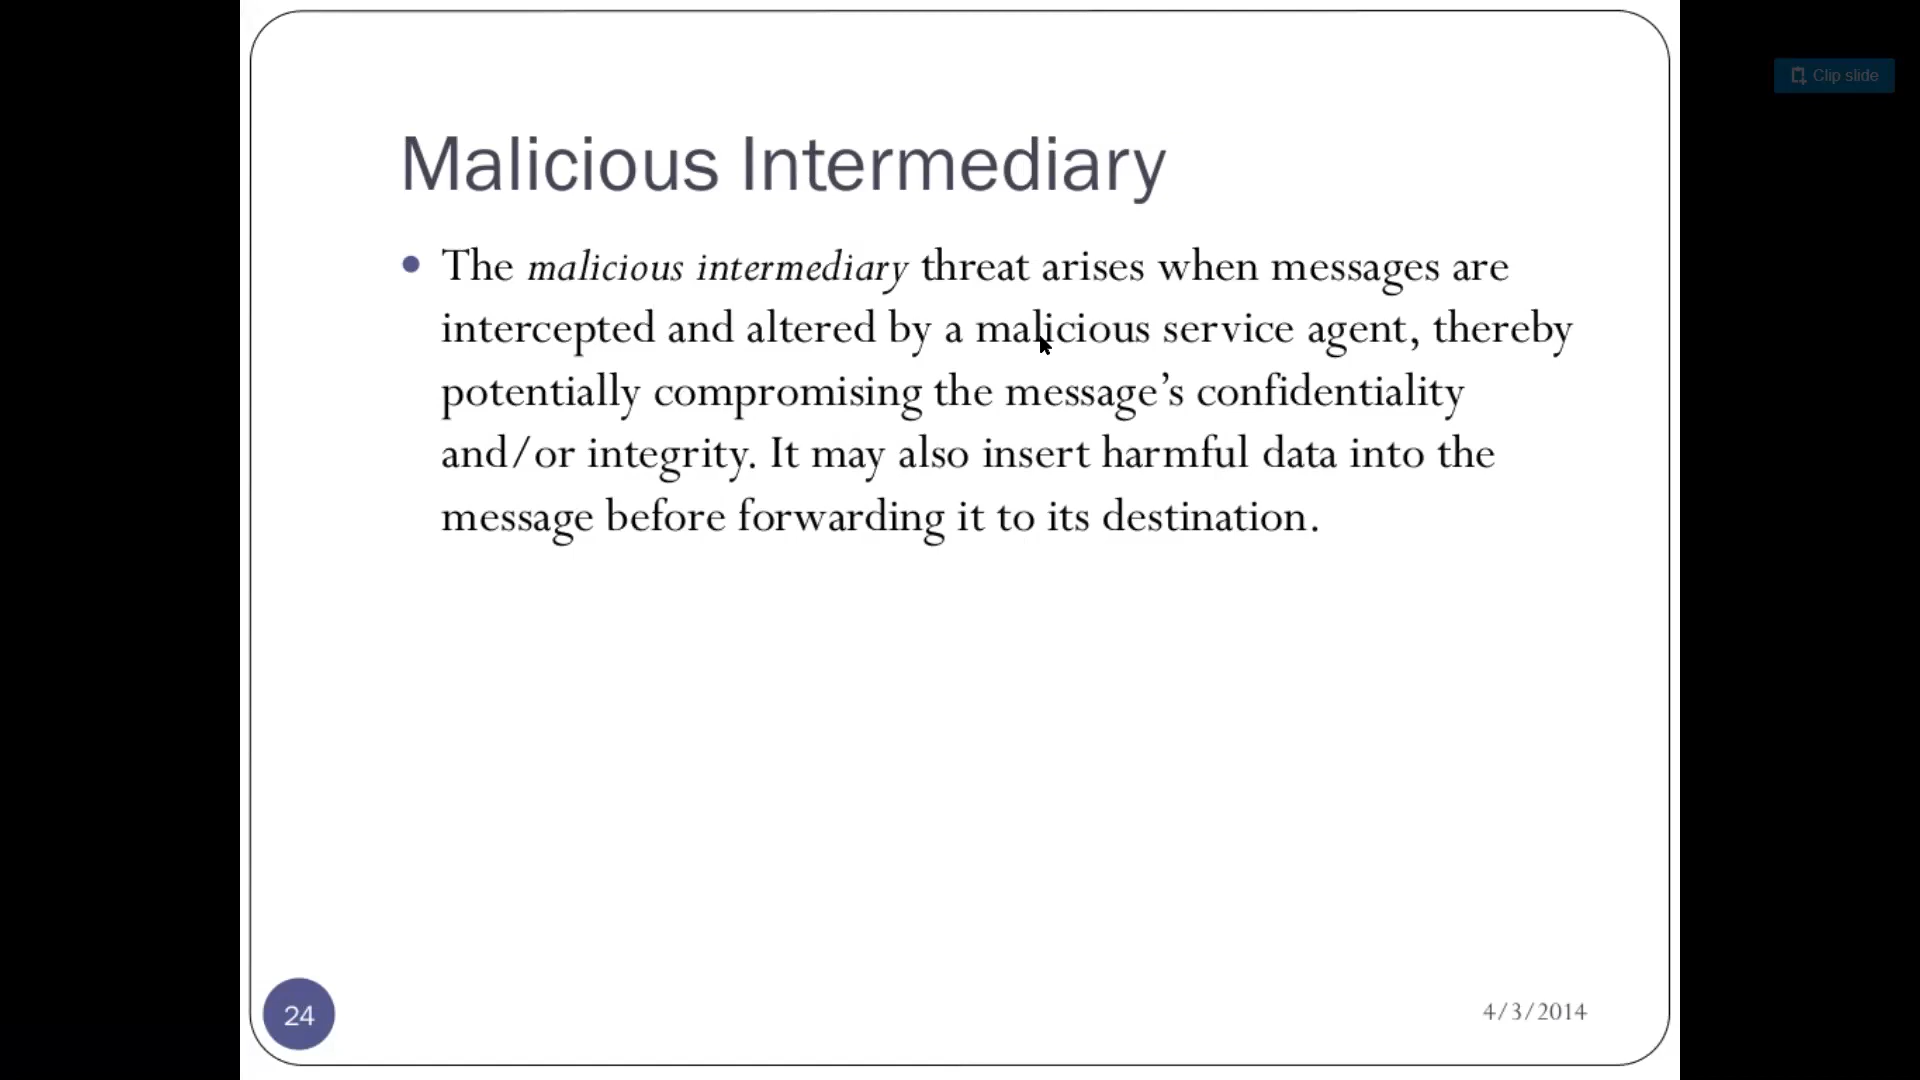 Clip slide
Malicious Intermediary
• The malicious intermediary threat arises when messages are
intercepted and altered by a malicious service agent, thereby
potentially compromising the message’s confidentiality
and/or integrity. It may also insert harmful data into the
message before forwarding it to its destination.
24
4/3/2014